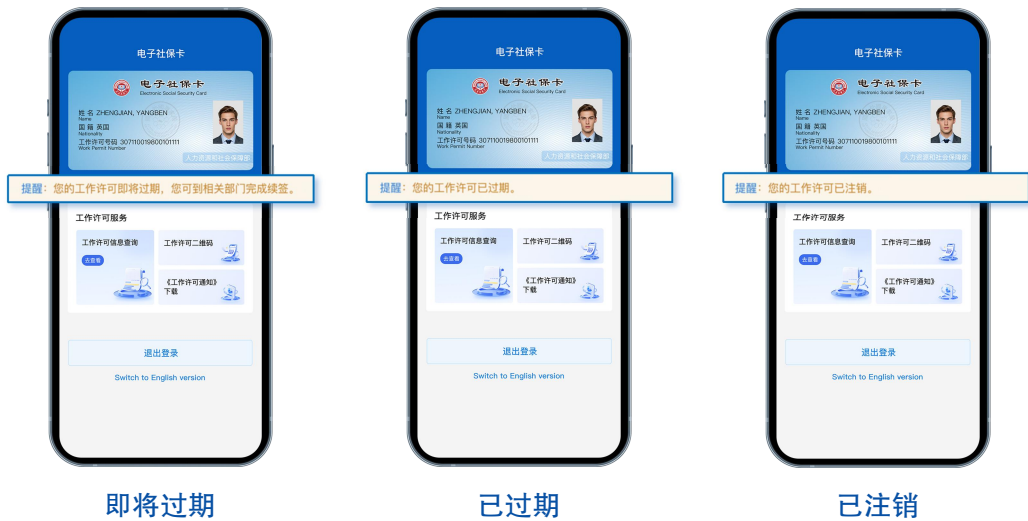 电子社保卡
电子社保卡
Electronic Social Security Card
姓 名 ZHENGJIAN, YANGBEN
Name
国 籍 英国
Nationality
工作许可号码 307110019800101111
Work Permit Number
人力资源和社会保障部
提醒：您的工作许可即将过期，您可到相关部门完成续签。
工作许可服务
工作许可信息查询
去查看
工作许可二维码
《工作许可通知》
下载
退出登录
Switch to English version
即将过期
电子社保卡
电子社保卡
Electronic Social Security Card
姓 名 ZHENGJIAN, YANGBEN
Name
国 籍 英国
Nationality
工作许可号码 307110019800101111
Work Permit Number
人力资源和社会保障部
提醒：您的工作许可已过期。
工作许可服务
工作许可信息查询
去查看
工作许可二维码
《工作许可通知》
下载
退出登录
Switch to English version
已过期
电子社保卡
电子社保卡
Electronic Social Security Card
姓 名 ZHENGJIAN, YANGBEN
Name
国 籍 英国
Nationality
工作许可号码 307110019800101111
Work Permit Number
人力资源和社会保障部
提醒：您的工作许可已注销。
工作许可服务
工作许可信息查询
去查看
工作许可二维码
《工作许可通知》
下载
退出登录
Switch to English version
已注销